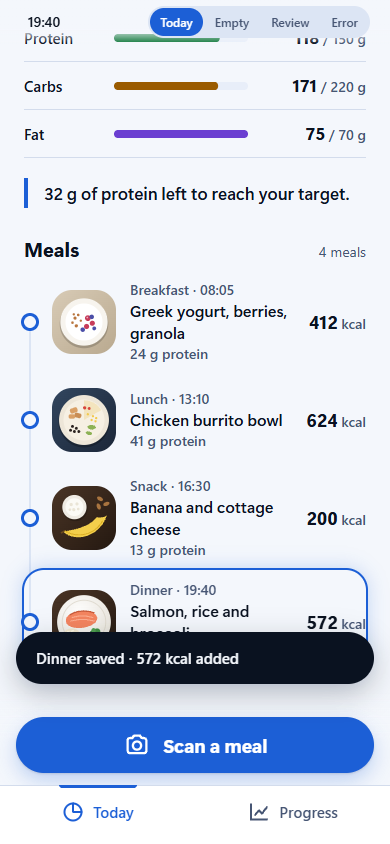 19:40
Today
Empty
Review
Error
Protein
118 / 150 g
Carbs
171 / 220 g
Fat
75 / 70 g
32 g of protein left to reach your target.
Meals
4 meals
Breakfast · 08:05
Greek yogurt, berries,
granola
24 g protein
412 kcal
Lunch · 13:10
Chicken burrito bowl
41 g protein
624 kcal
Snack · 16:30
Banana and cottage
cheese
13 g protein
200 kcal
Dinner · 19:40
Salmon, rice and
broccoli
572 kcal
Dinner saved · 572 kcal added
Scan a meal
Today
Progress